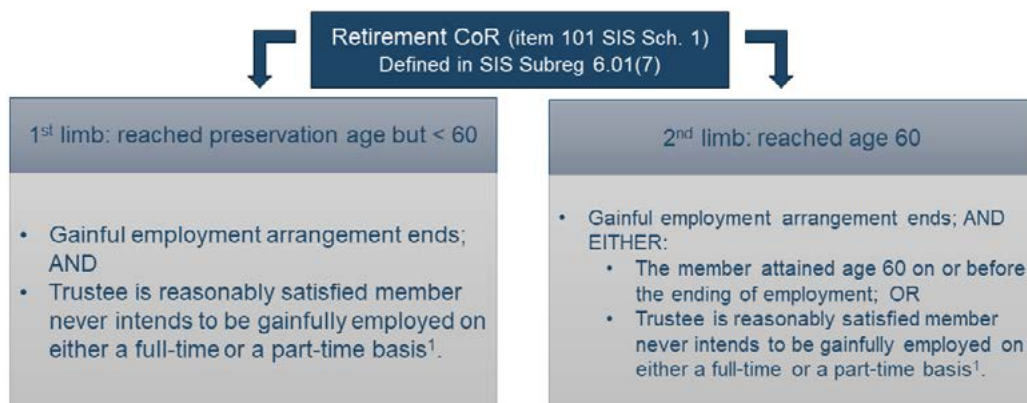 Retirement CoR (item 101 SIS Sch. 1)
Defined in SIS Subreg 6.01(7)
1st limb: reached preservation age but < 60
• Gainful employment arrangement ends;
AND
• Trustee is reasonably satisfied member
never intends to be gainfully employed on
either a full-time or a part-time basis¹.
2nd limb: reached age 60
• Gainful employment arrangement ends; AND
EITHER:
• The member attained age 60 on or before
the ending of employment; OR
• Trustee is reasonably satisfied member
never intends to be gainfully employed on
either a full-time or a part-time basis¹.